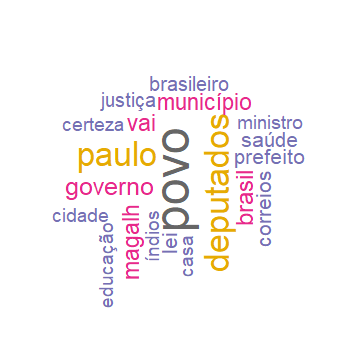 brasileiro
justiça
município
certeza
vai
ministro
saúde
paulo
povo
deputados
prefeito
governo
brasil
correios
cidade
magalh
índios
lei
casa
educação